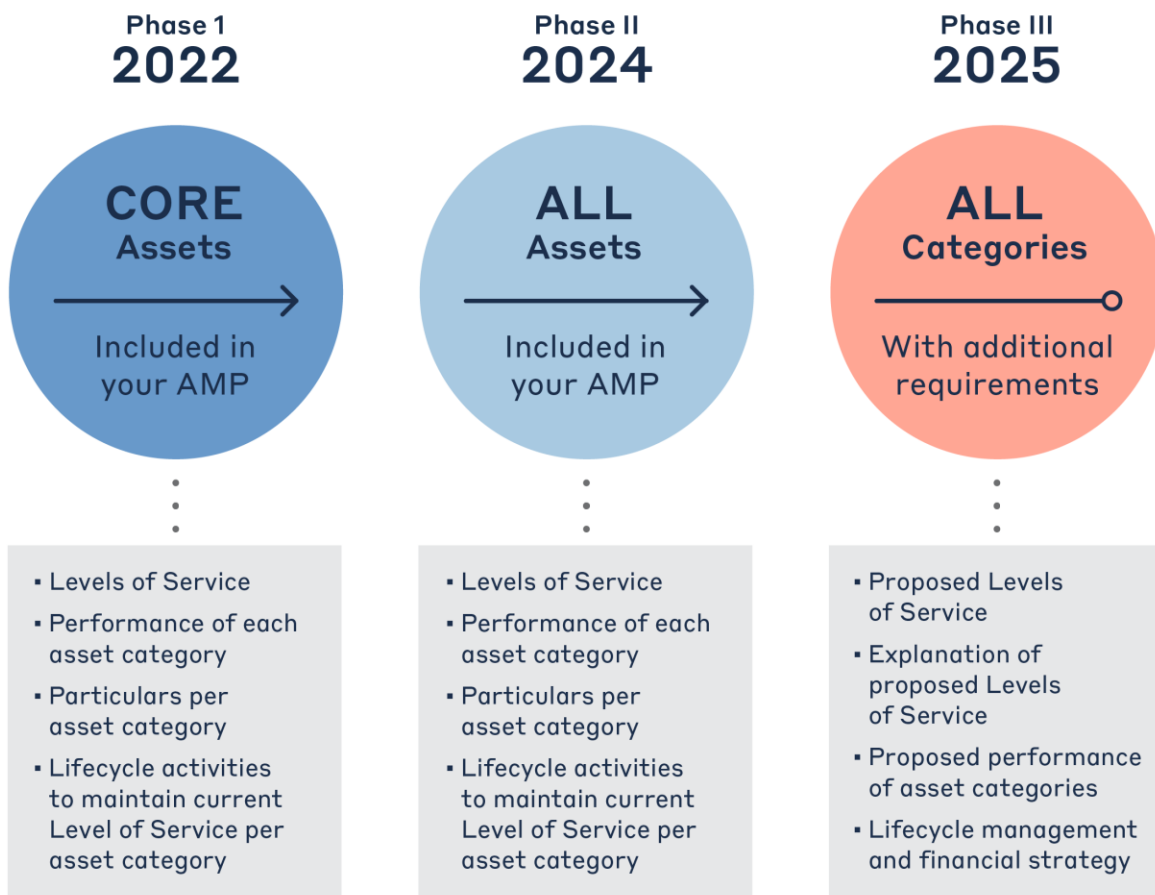 Phase 1
2022
CORE
Assets
Included in
your AMP
▪ Levels of Service
▪ Performance of each
asset category
▪ Particulars per
asset category
▪ Lifecycle activities
to maintain current
Level of Service per
asset category
Phase II
2024
ALL
Assets
Included in
your AMP
▪ Levels of Service
▪ Performance of each
asset category
▪ Particulars per
asset category
▪ Lifecycle activities
to maintain current
Level of Service per
asset category
Phase III
2025
ALL
Categories
With additional
requirements
▪ Proposed Levels
of Service
▪ Explanation of
proposed Levels
of Service
▪ Proposed performance
of asset categories
▪ Lifecycle management
and financial strategy